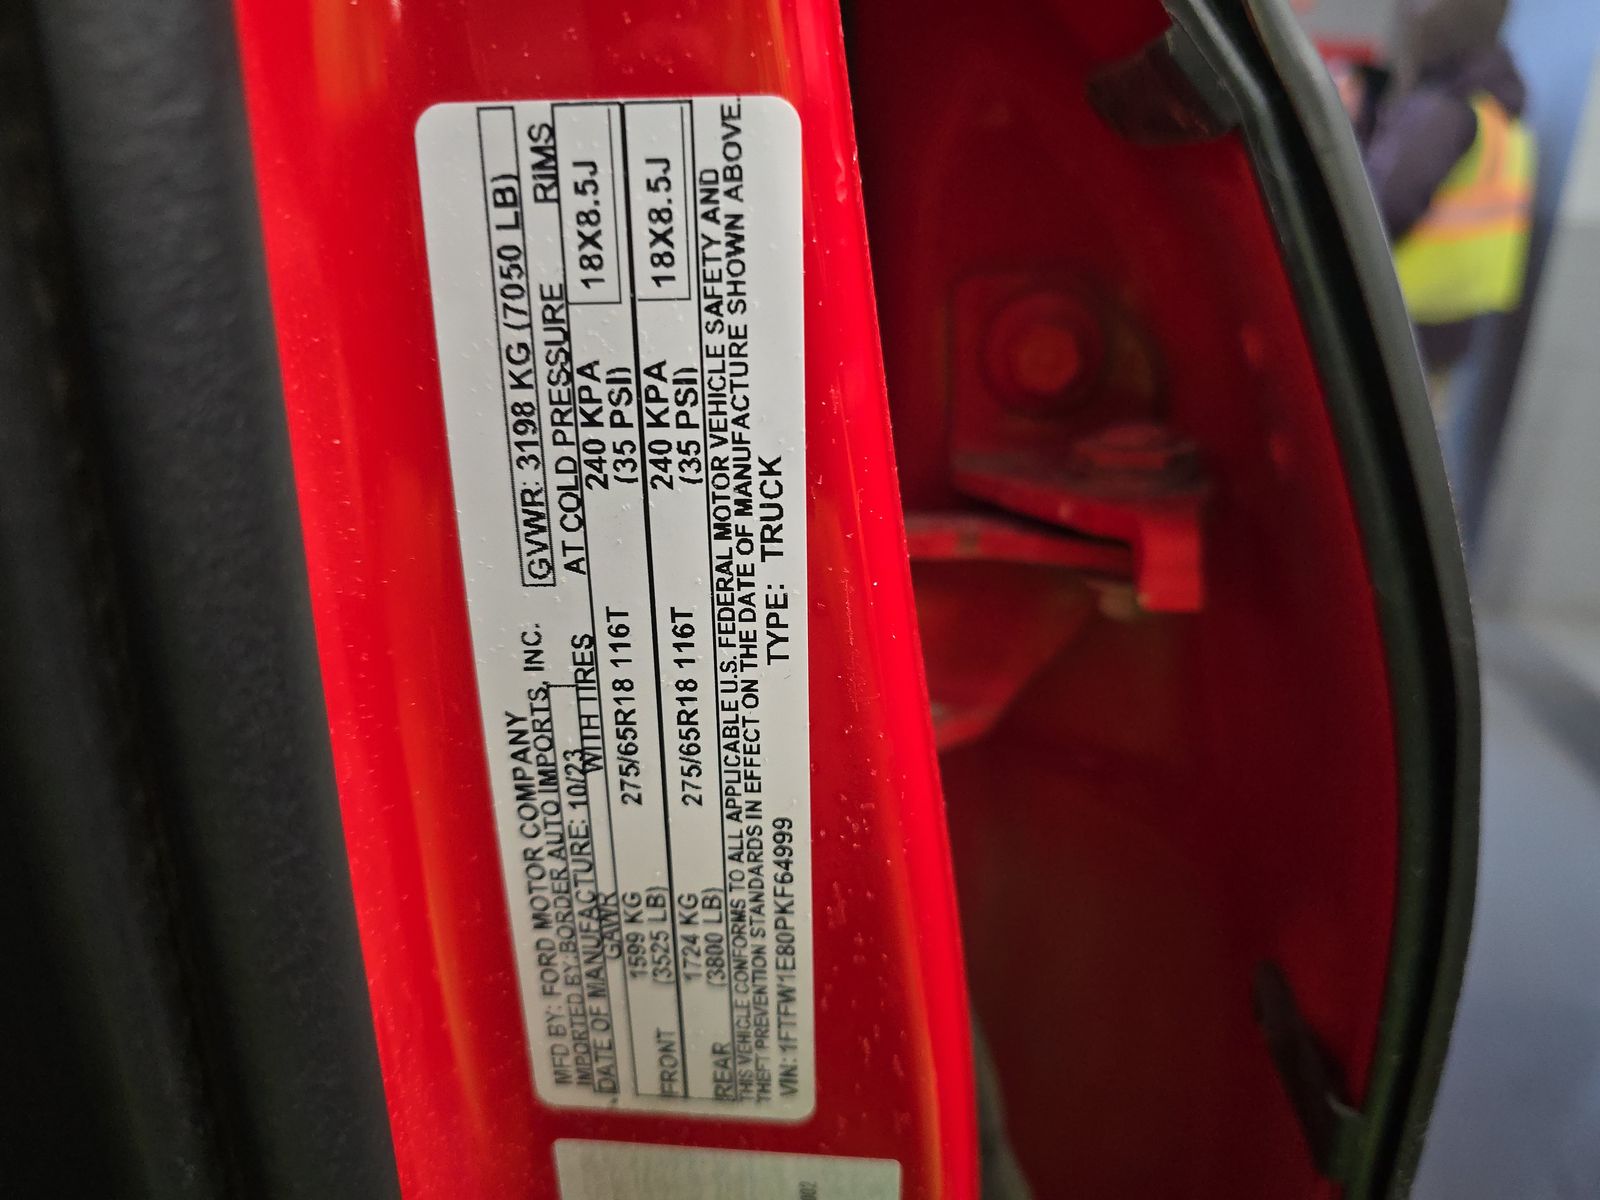 MFD BY: FORD MOTOR COMPANY
IMPORTED BY: BORDER AUTO IMPORTS, INC.
GVWR: 3198 KG (7050 LB)
DATE OF MANUFACTURE: 10/23
GAWR WITH TIRES AT COLD PRESSURE RIMS
FRONT 1599 KG (3525 LB) 275/65R18 116T 240 KPA (35 PSI) 18X8.5J
REAR 1724 KG (3800 LB) 275/65R18 116T 240 KPA (35 PSI) 18X8.5J
THIS VEHICLE CONFORMS TO ALL APPLICABLE U.S. FEDERAL MOTOR VEHICLE SAFETY AND
THEFT PREVENTION STANDARDS IN EFFECT ON THE DATE OF MANUFACTURE SHOWN ABOVE.
VIN: 1FTFW1E80PKF64999 TYPE: TRUCK